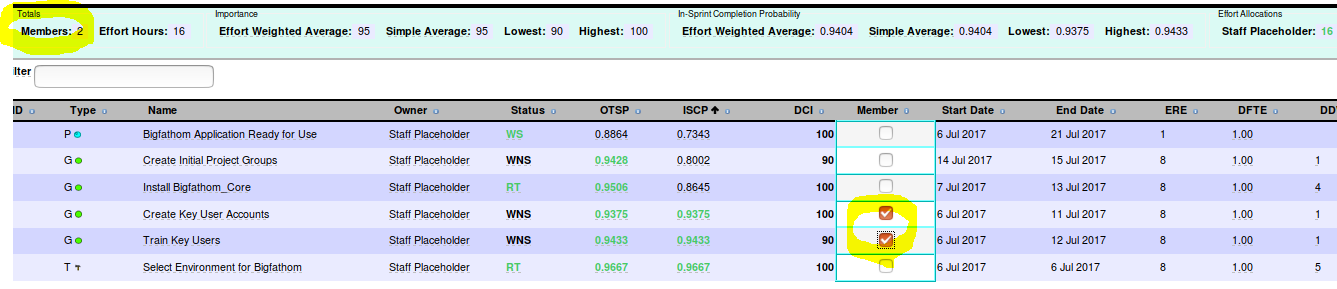 Totals Importance In-Sprint Completion Probability Effort Allocations
Members: 2 Effort Hours: 16 Effort Weighted Average: 95 Simple Average: 95 Lowest: 90 Highest: 100 Effort Weighted Average: 0.9404 Simple Average: 0.9404 Lowest: 0.9375 Highest: 0.9433 Staff Placeholder: 16
ilter
ID Type Name Owner Status OTSP ISCP DCI Member Start Date End Date ERE DFTE DD
P Bigfathom Application Ready for Use Staff Placeholder WS 0.8864 0.7343 100 6 Jul 2017 21 Jul 2017 1 1.00
G Create Initial Project Groups Staff Placeholder WNS 0.9428 0.8002 90 14 Jul 2017 15 Jul 2017 8 1.00 1
G Install Bigfathom_Core Staff Placeholder RT 0.9506 0.8645 100 7 Jul 2017 13 Jul 2017 8 1.00 4
G Create Key User Accounts Staff Placeholder WNS 0.9375 0.9375 100 6 Jul 2017 11 Jul 2017 8 1.00 1
G Train Key Users Staff Placeholder WNS 0.9433 0.9433 90 6 Jul 2017 12 Jul 2017 8 1.00 1
T Select Environment for Bigfathom Staff Placeholder RT 0.9667 0.9667 100 6 Jul 2017 6 Jul 2017 8 1.00 5